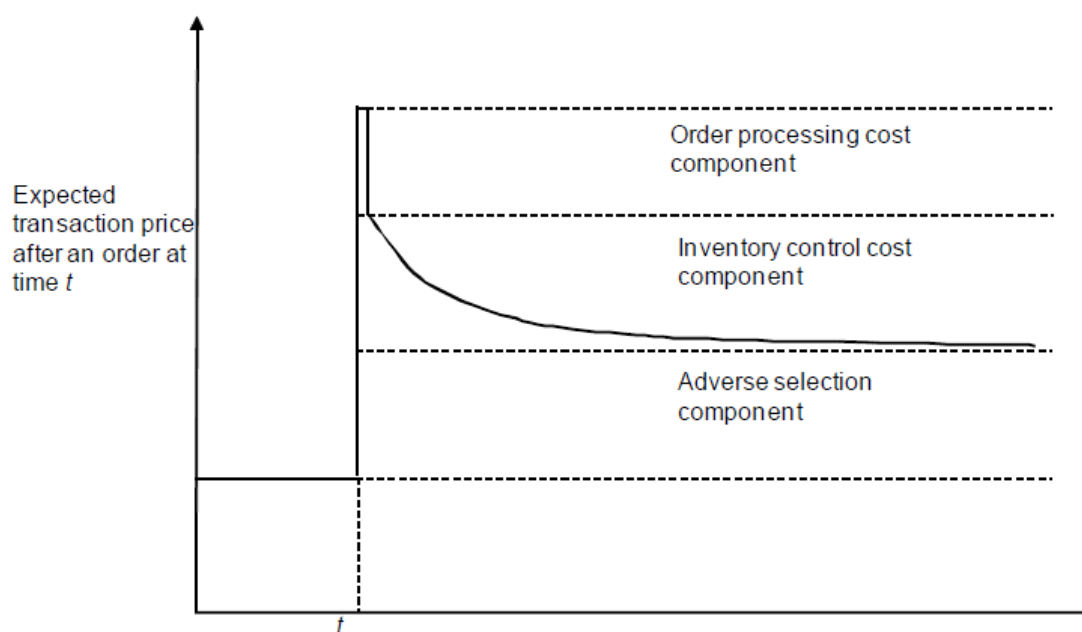 Order processing cost
component
Expected
transaction price
after an order at
time t
Inventory control cost
component
Adverse selection
component
t